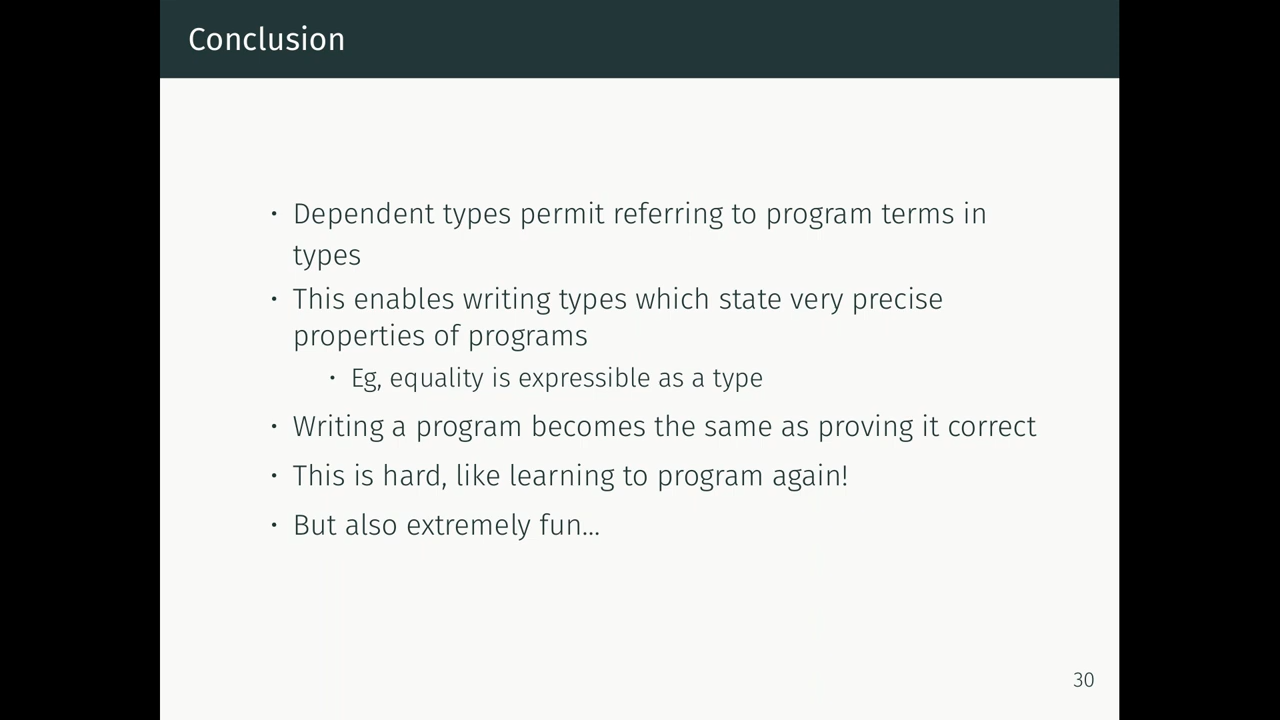 Conclusion
· Dependent types permit referring to program terms in
types
· This enables writing types which state very precise
properties of programs
· Eg, equality is expressible as a type
· Writing a program becomes the same as proving it correct
· This is hard, like learning to program again!
· But also extremely fun...
30